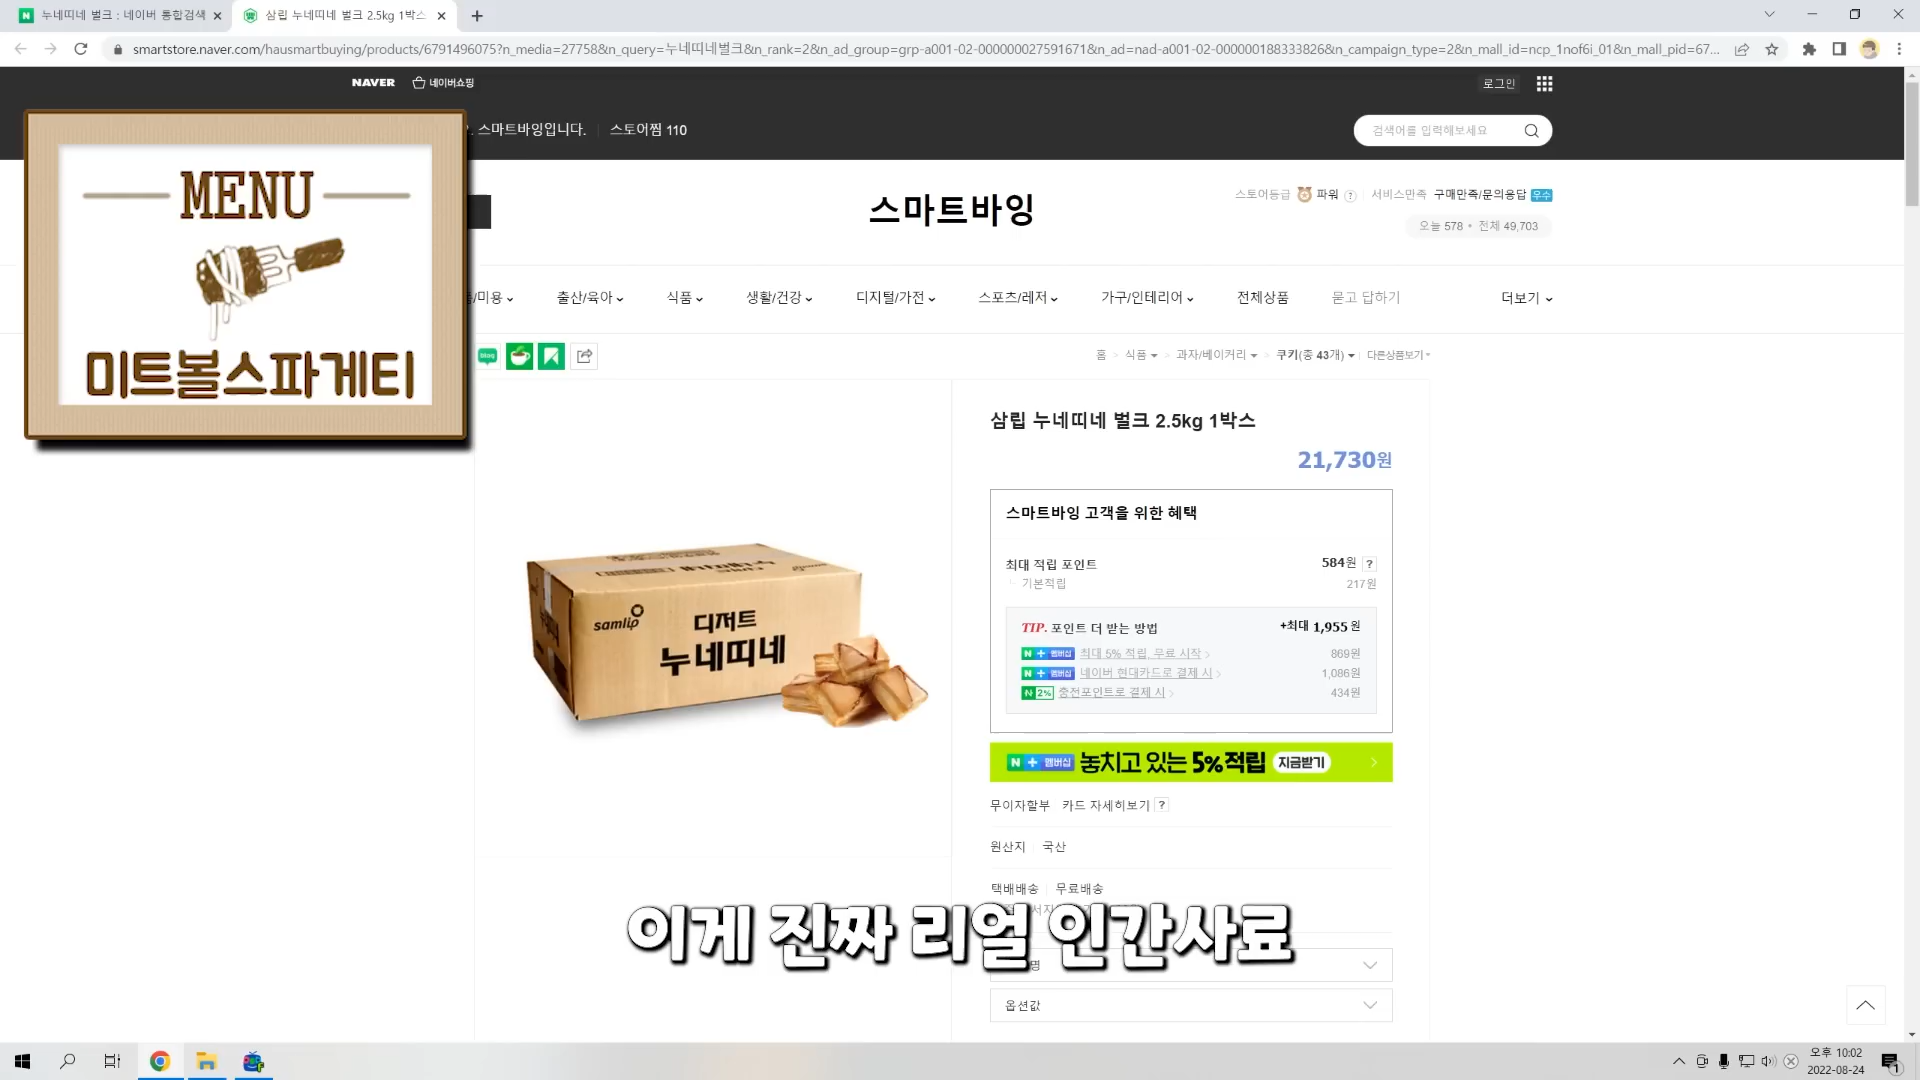 누네띠네 벌크 : 네이버 통합검색
삼립 누네띠네 벌크 2.5kg 1박스
smartstore.naver.com/hausmartbuying/products/6791496075?n_media=27758&n_query=누네띠네벌크&n_rank=2&n_ad_group=grp-a001-02-000000027591671&n_ad=nad-a001-02-000000188333826&n_campaign_type=2&n_mall_id=ncp_1nof6i_01&n_mall_pid=67...
NAVER 네이버쇼핑
로그인
스마트바잉입니다. 스토어찜 110
검색어를 입력해보세요
MENU
미트볼스파게티
스마트바잉
스토어등급 파워 ? 서비스만족 구매만족/문의응답 우수
오늘 578 • 전체 49,703
/미용 출산/육아 식품 생활/건강 디지털/가전 스포츠/레저 가구/인테리어 전체상품 묻고 답하기 더보기
blog
홈 > 식품 > 과자/베이커리 > 쿠키(총 43개) 다른상품보기
samlip
디저트
누네띠네
삼립 누네띠네 벌크 2.5kg 1박스
21,730원
스마트바잉 고객을 위한 혜택
최대 적립 포인트 584원 ?
기본적립 217원
TIP. 포인트 더 받는 방법 +최대 1,955원
N + 멤버십 최대 5% 적립, 무료 시작 > 869원
N + 멤버십 네이버 현대카드로 결제 시 > 1,086원
N 2% 충전포인트로 결제 시 > 434원
N + 멤버십 놓치고 있는 5% 적립 지금받기
무이자할부 카드 자세히보기 ?
원산지 국산
택배배송 무료배송
이게 진짜 리얼 인간사료
명
옵션값
오후 10:02
2022-08-24
1